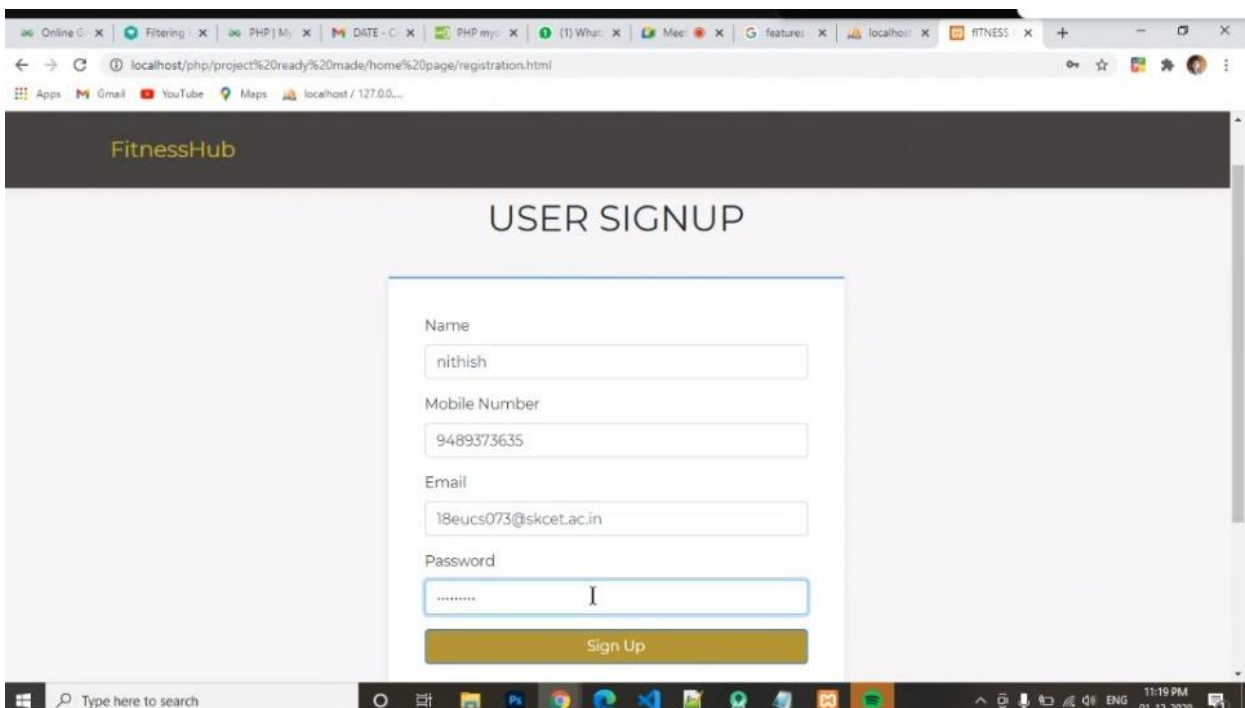 Online G Filtering PHP | My DATE - C PHP my (1) What Meet features localhost fITNESS
localhost/php/project%20ready%20made/home%20page/registration.html
Apps Gmail YouTube Maps localhost / 127.0.0....
FitnessHub
USER SIGNUP
Name
nithish
Mobile Number
9489373635
Email
18eucs073@skcet.ac.in
Password
.........
Sign Up
Type here to search
ENG
11:19 PM